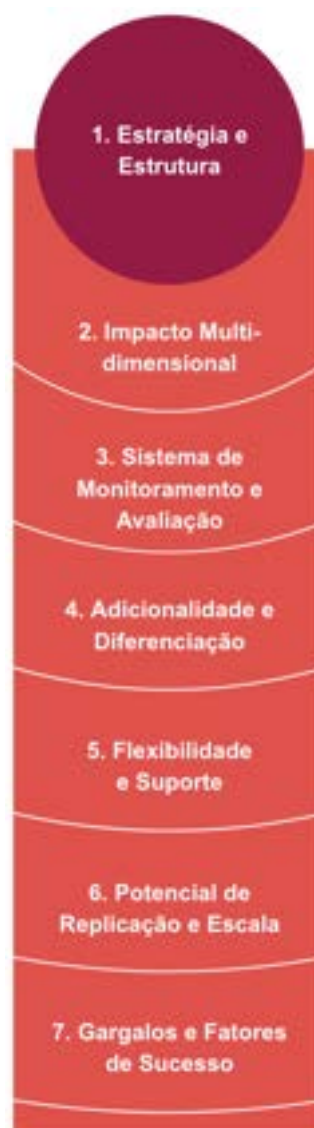 1. Estratégia e
Estrutura
2. Impacto Multi-
dimensional
3. Sistema de
Monitoramento e
Avaliação
4. Adicionalidade e
Diferenciação
5. Flexibilidade
e Suporte
6. Potencial de
Replicação e Escala
7. Gargalos e Fatores
de Sucesso